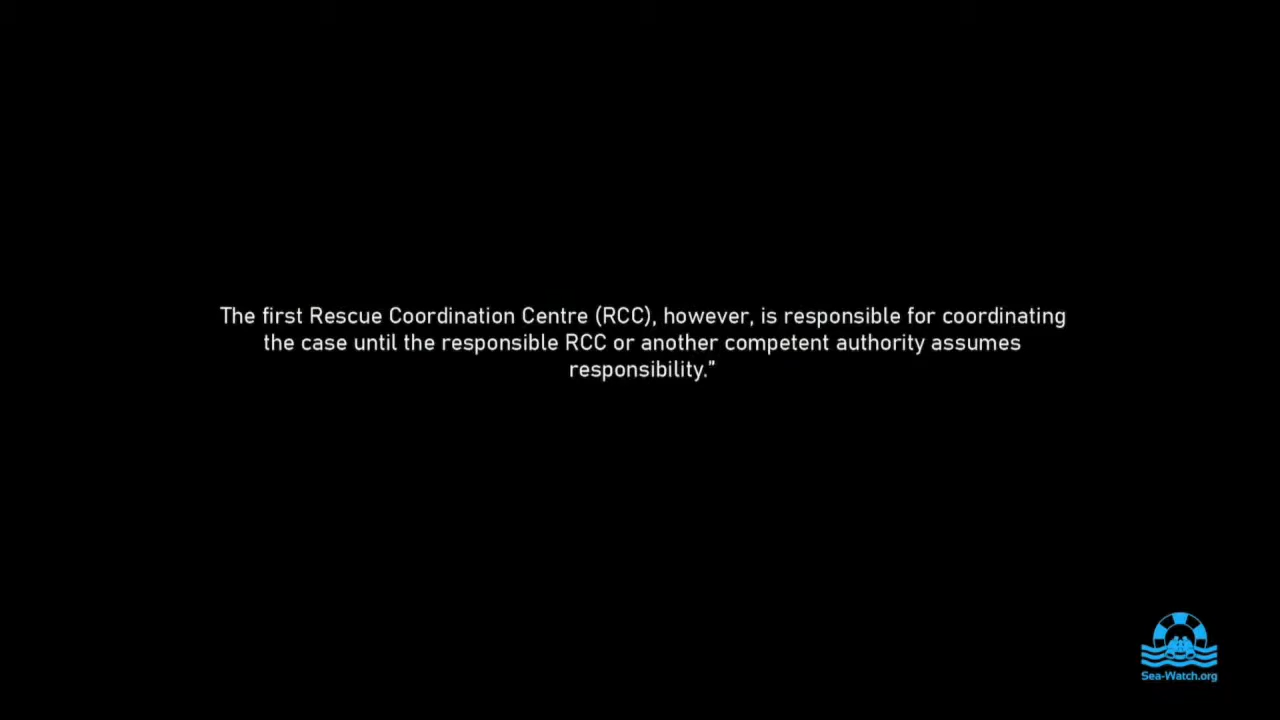 The first Rescue Coordination Centre (RCC), however, is responsible for coordinating
the case until the responsible RCC or another competent authority assumes
responsibility.”
Sea-Watch.org